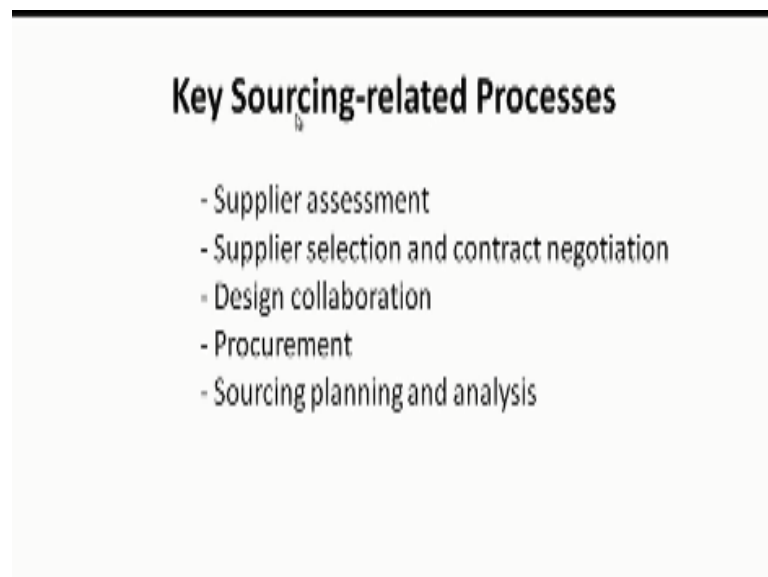 Key Sourcing-related Processes
- Supplier assessment
- Supplier selection and contract negotiation
- Design collaboration
- Procurement
- Sourcing planning and analysis